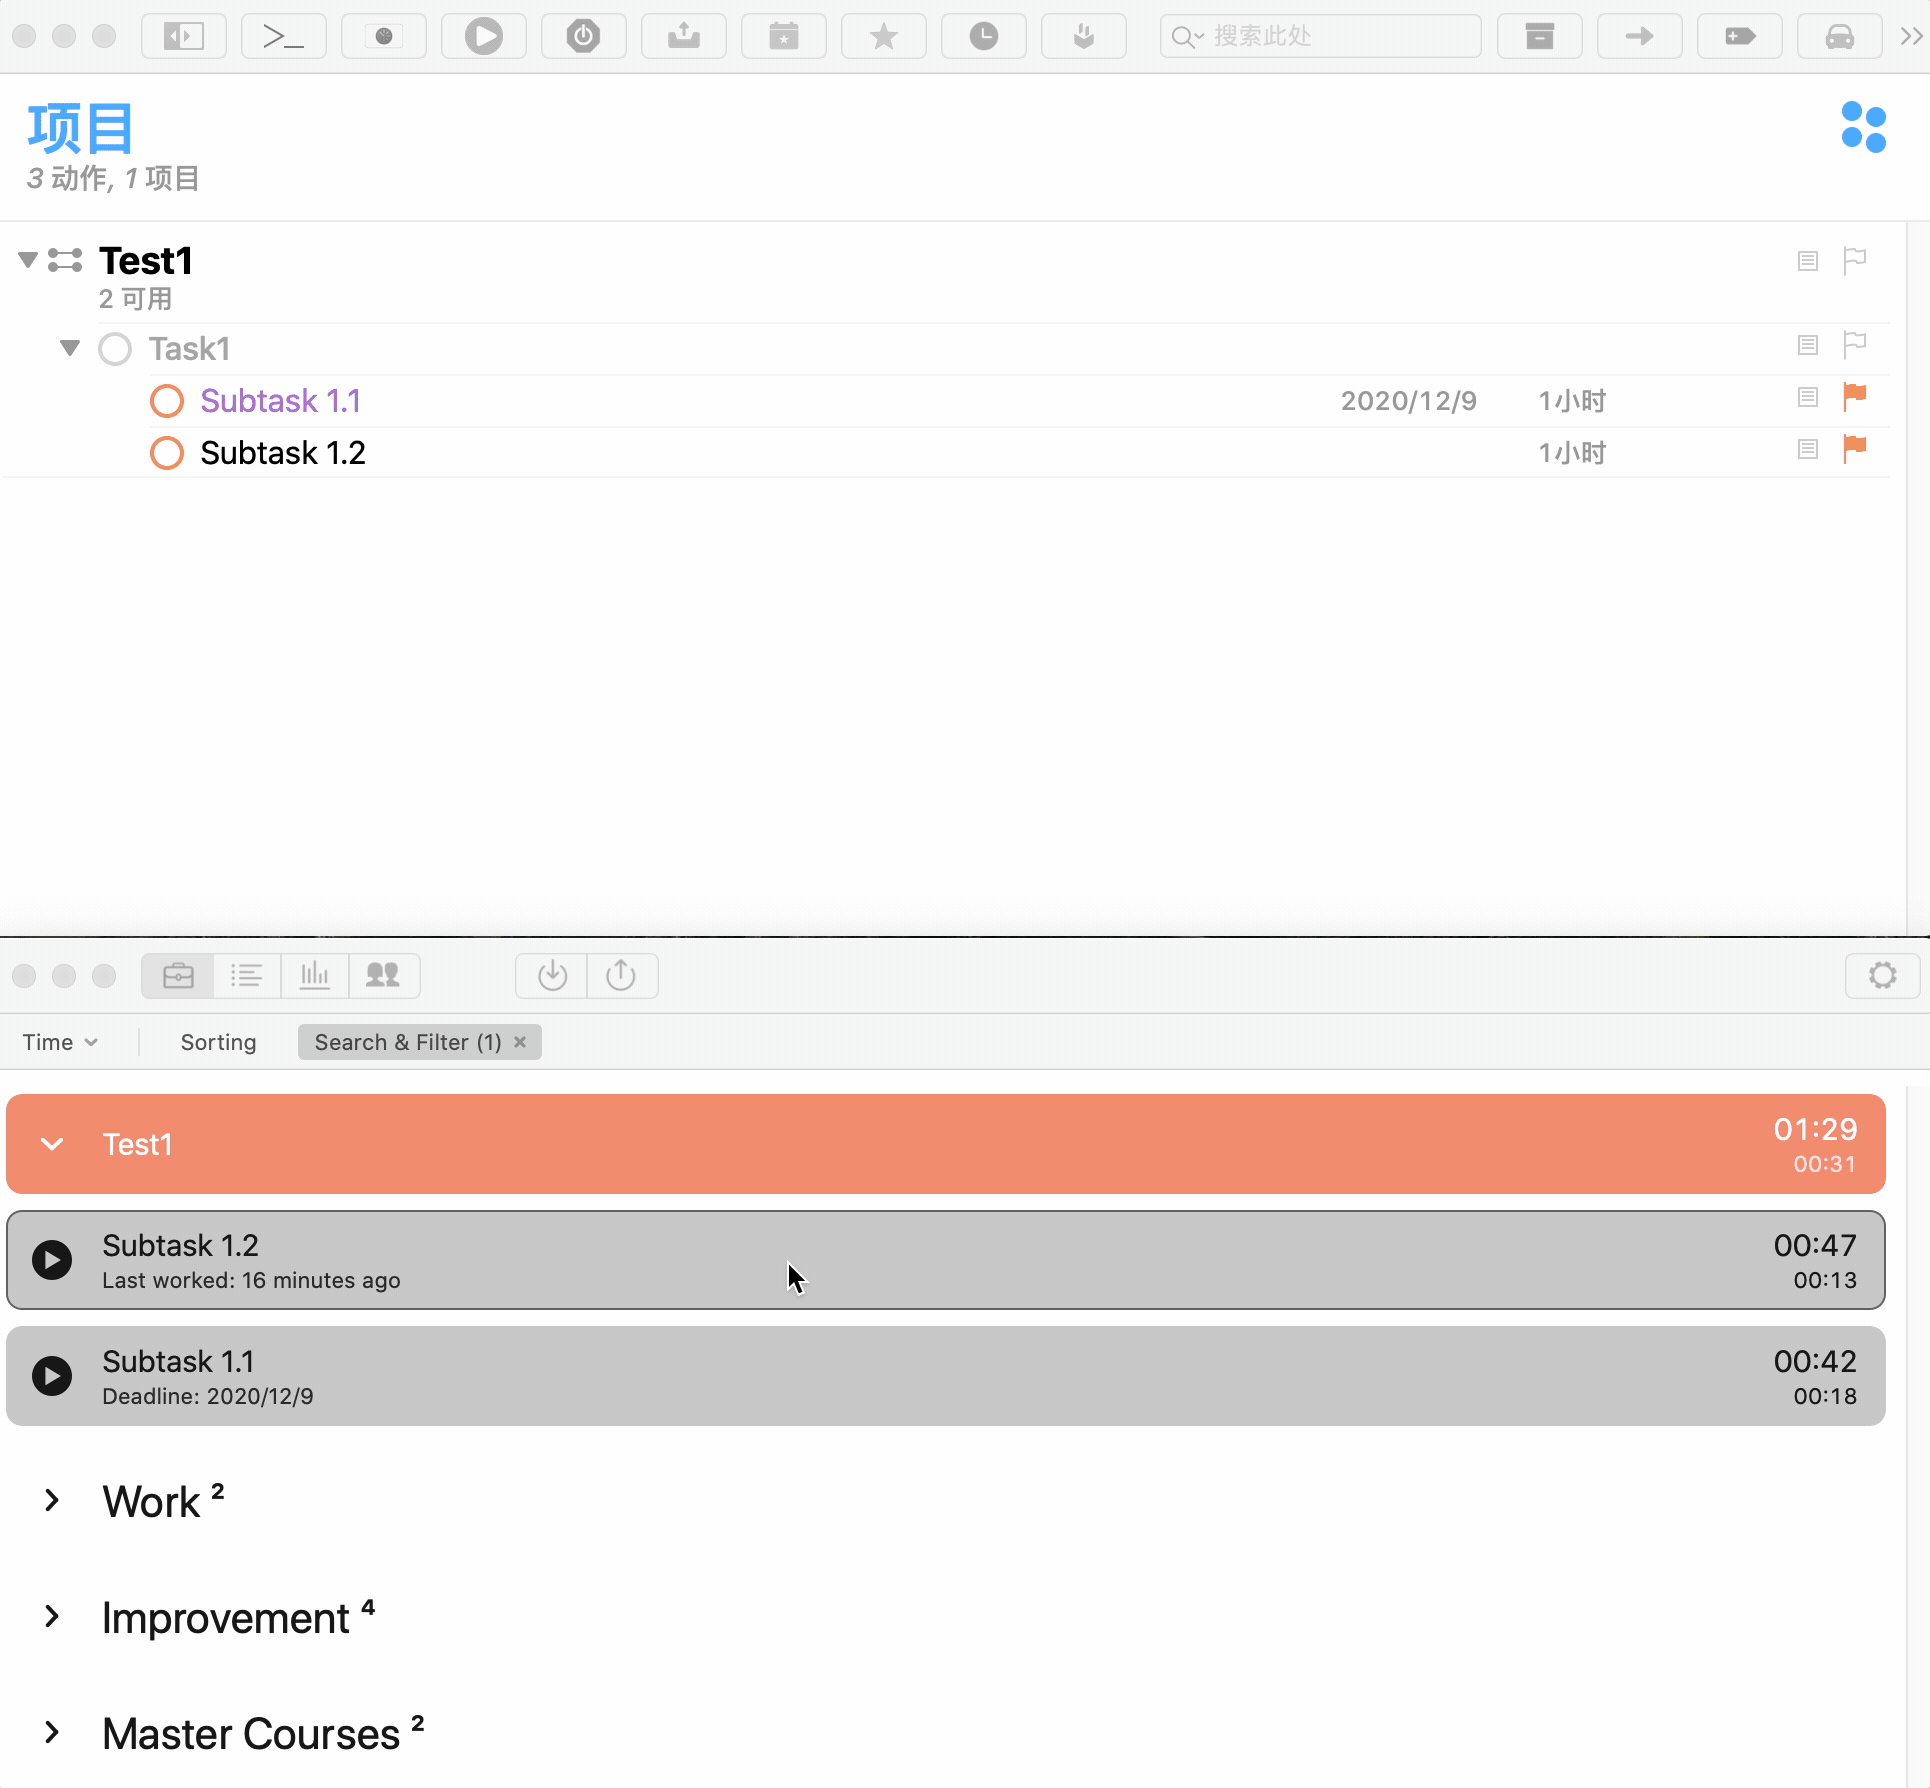 搜索此处
项目
3 动作, 1 项目
Test1
2 可用
Task1
Subtask 1.1 2020/12/9 1小时
Subtask 1.2 1小时
Time Sorting Search & Filter (1) ×
Test1 01:29
00:31
Subtask 1.2 00:47
Last worked: 16 minutes ago 00:13
Subtask 1.1 00:42
Deadline: 2020/12/9 00:18
Work ²
Improvement ⁴
Master Courses ²